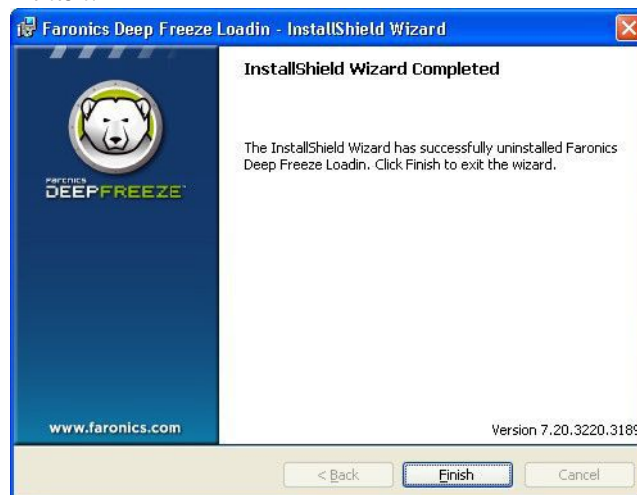 Faronics Deep Freeze Loadin - InstallShield Wizard
InstallShield Wizard Completed
The InstallShield Wizard has successfully uninstalled Faronics
Deep Freeze Loadin. Click Finish to exit the wizard.
FARONICS
DEEPFREEZE
www.faronics.com
Version 7.20.3220.3189
< Back
Finish
Cancel